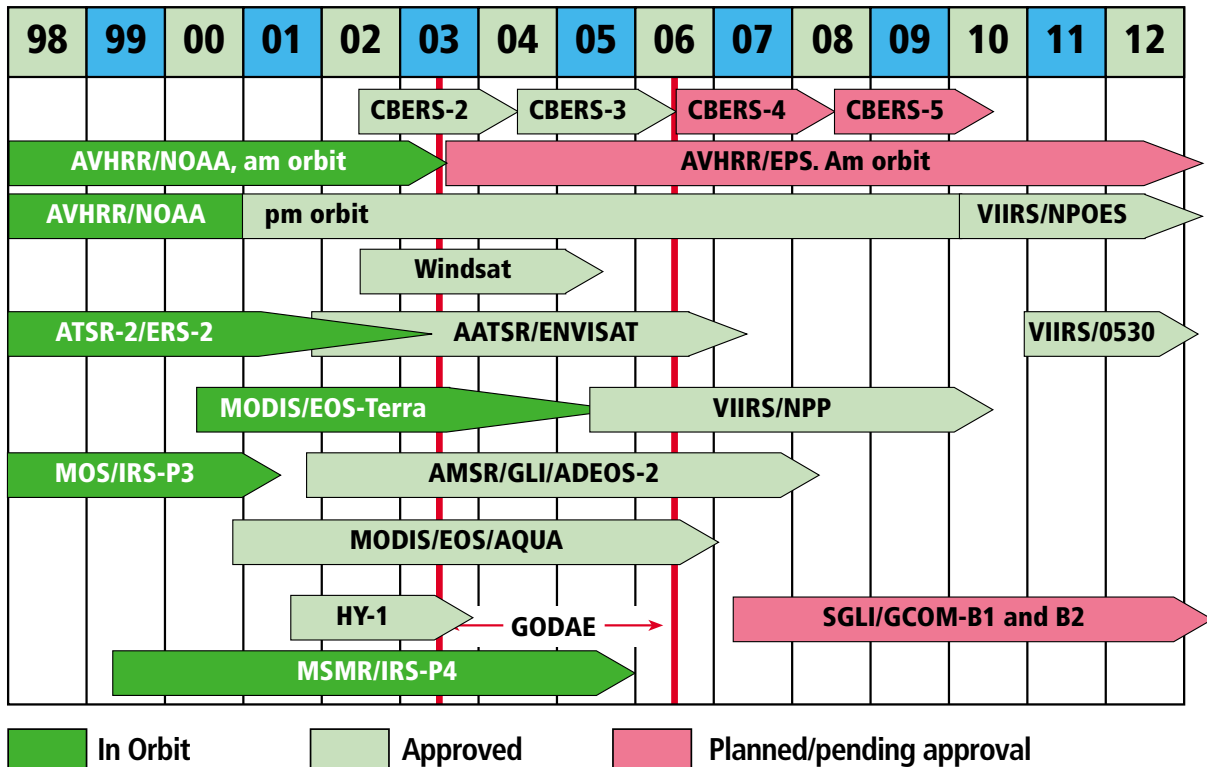 98 99 00 01 02 03 04 05 06 07 08 09 10 11 12
CBERS-2 CBERS-3 CBERS-4 CBERS-5
AVHRR/NOAA, am orbit AVHRR/EPS. Am orbit
AVHRR/NOAA pm orbit VIIRS/NPOES
Windsat
ATSR-2/ERS-2 AATSR/ENVISAT VIIRS/0530
MODIS/EOS-Terra VIIRS/NPP
MOS/IRS-P3 AMSR/GLI/ADEOS-2
MODIS/EOS/AQUA
HY-1 GODAE SGLI/GCOM-B1 and B2
MSMR/IRS-P4
In Orbit Approved Planned/pending approval